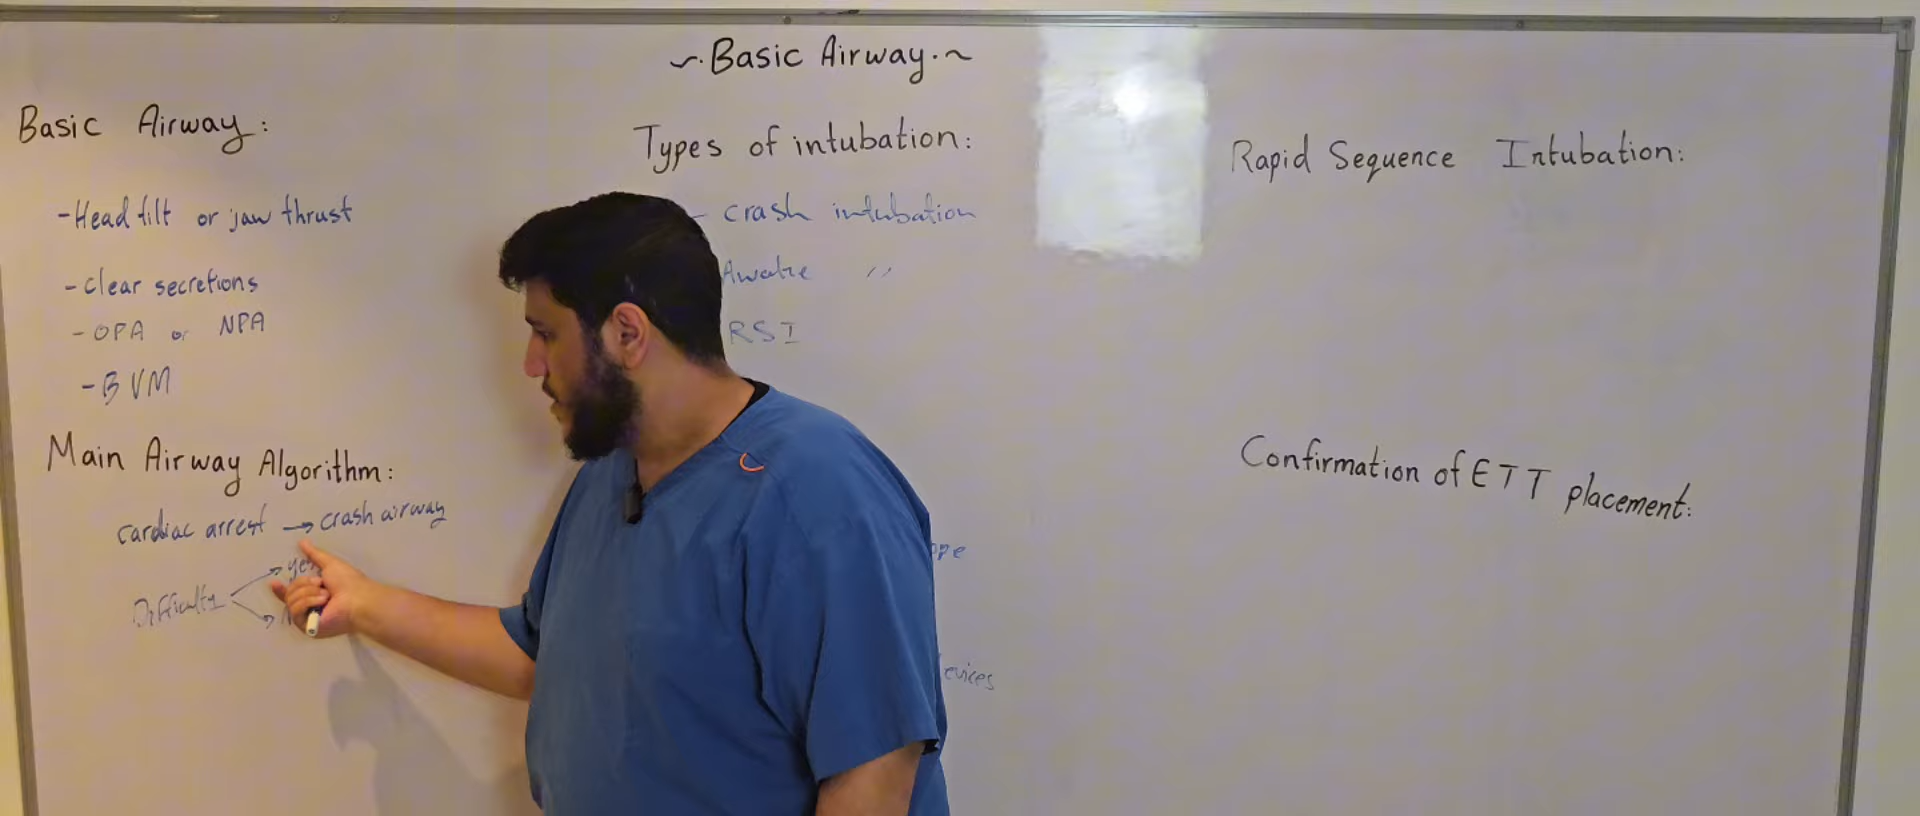 ~. Basic Airway. ~
Basic Airway:
-Head tilt or jaw thrust
-clear secretions
-OPA or NPA
-BVM
Main Airway Algorithm:
Cardiac arrest → crash airway
Difficulty
yes
Types of intubation:
- crash intubation
Awake 〃
RSI
Rapid Sequence Intubation:
Confirmation of ETT placement: